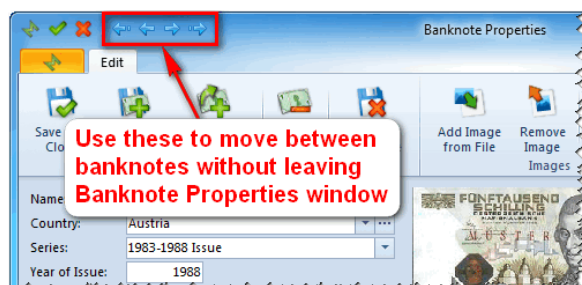 Banknote Properties
Edit
Save
Clo
Use these to move between
banknotes without leaving
Banknote Properties window
Add Image
from File
Remove
Image
Images
Name
Country: Austria
Series: 1983-1988 Issue
Year of Issue: 1988
FÜNFTAUSEND
SCHILLING
MUSTER